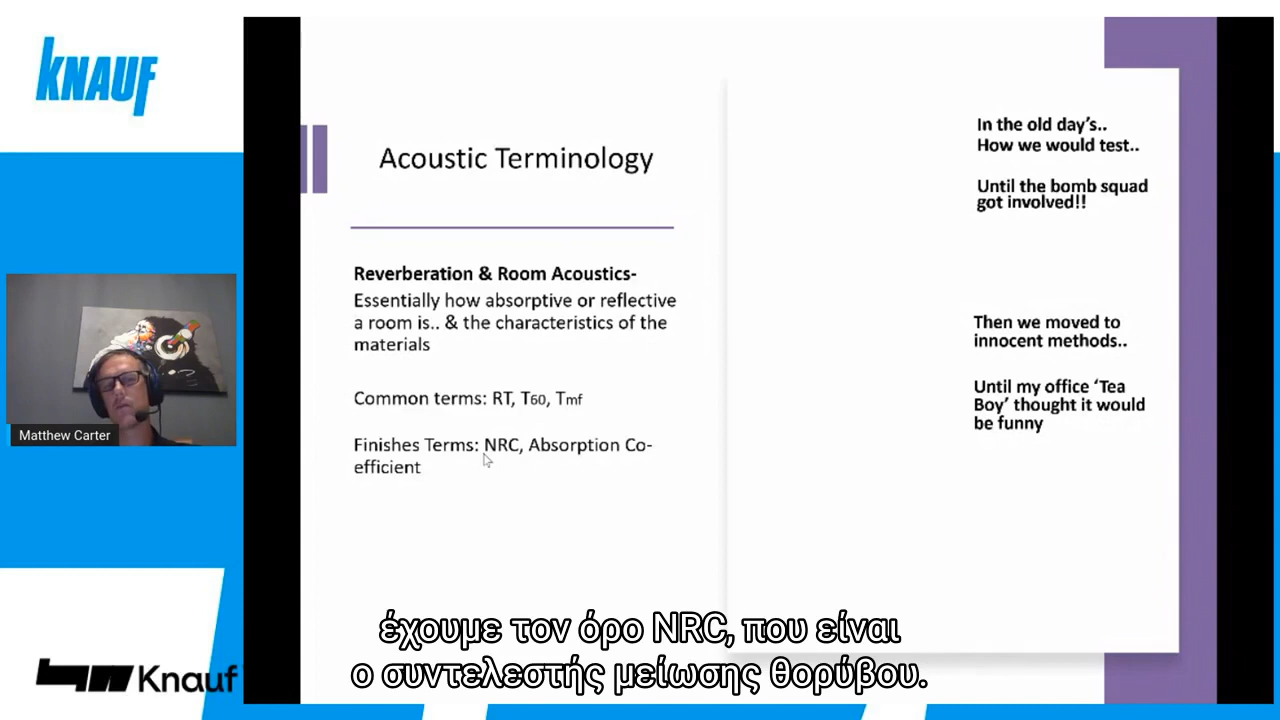 KNAUF
Acoustic Terminology
Reverberation & Room Acoustics-
Essentially how absorptive or reflective
a room is.. & the characteristics of the
materials
Common terms: RT, T60, Tmf
Finishes Terms: NRC, Absorption Co-
efficient
In the old day's..
How we would test..
Until the bomb squad
got involved!!
Then we moved to
innocent methods..
Until my office 'Tea
Boy' thought it would
be funny
Matthew Carter
Knauf
έχουμε τον όρο NRC, που είναι
ο συντελεστής μείωσης θορύβου.